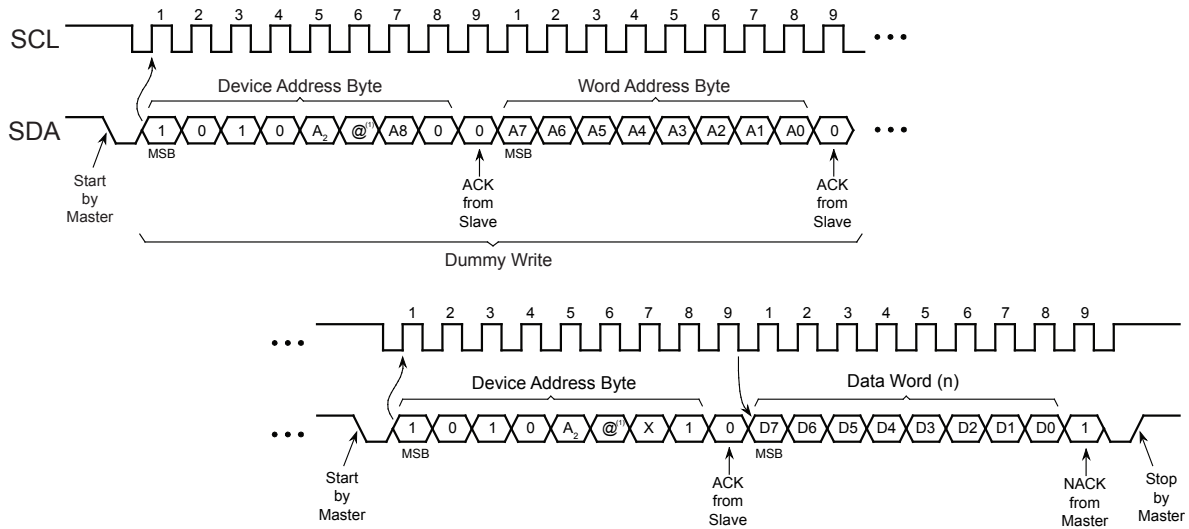 1 2 3 4 5 6 7 8 9 1 2 3 4 5 6 7 8 9
SCL
Device Address Byte Word Address Byte
SDA 1 0 1 0 A2 @(1) A8 0 0 A7 A6 A5 A4 A3 A2 A1 A0 0
MSB MSB
Start by Master
ACK from Slave
ACK from Slave
Dummy Write
1 2 3 4 5 6 7 8 9 1 2 3 4 5 6 7 8 9
Device Address Byte Data Word (n)
1 0 1 0 A2 @(1) X 1 0 D7 D6 D5 D4 D3 D2 D1 D0 1
MSB MSB
Start by Master
ACK from Slave
NACK from Master
Stop by Master